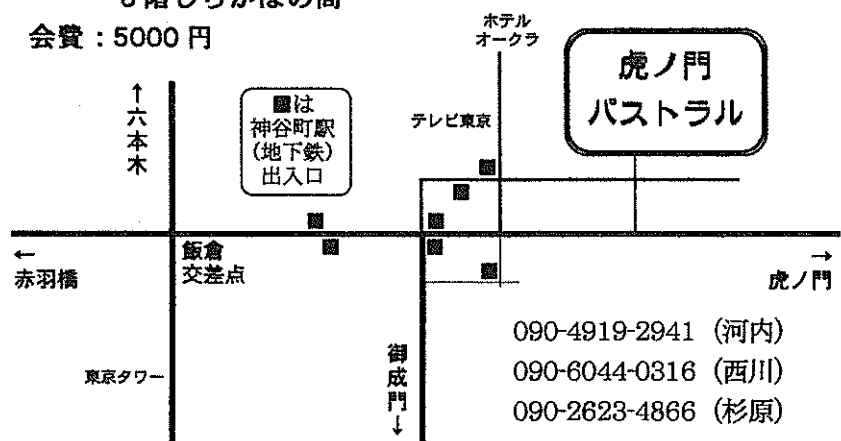 会費：5000 円
ホテル
オークラ
虎ノ門
パストラル
↑六本木
■は
神谷町駅
(地下鉄)
出入口
テレビ東京
←
赤羽橋
飯倉
交差点
→
虎ノ門
東京タワー
御成門↓
090-4919-2941 (河内)
090-6044-0316 (西川)
090-2623-4866 (杉原)